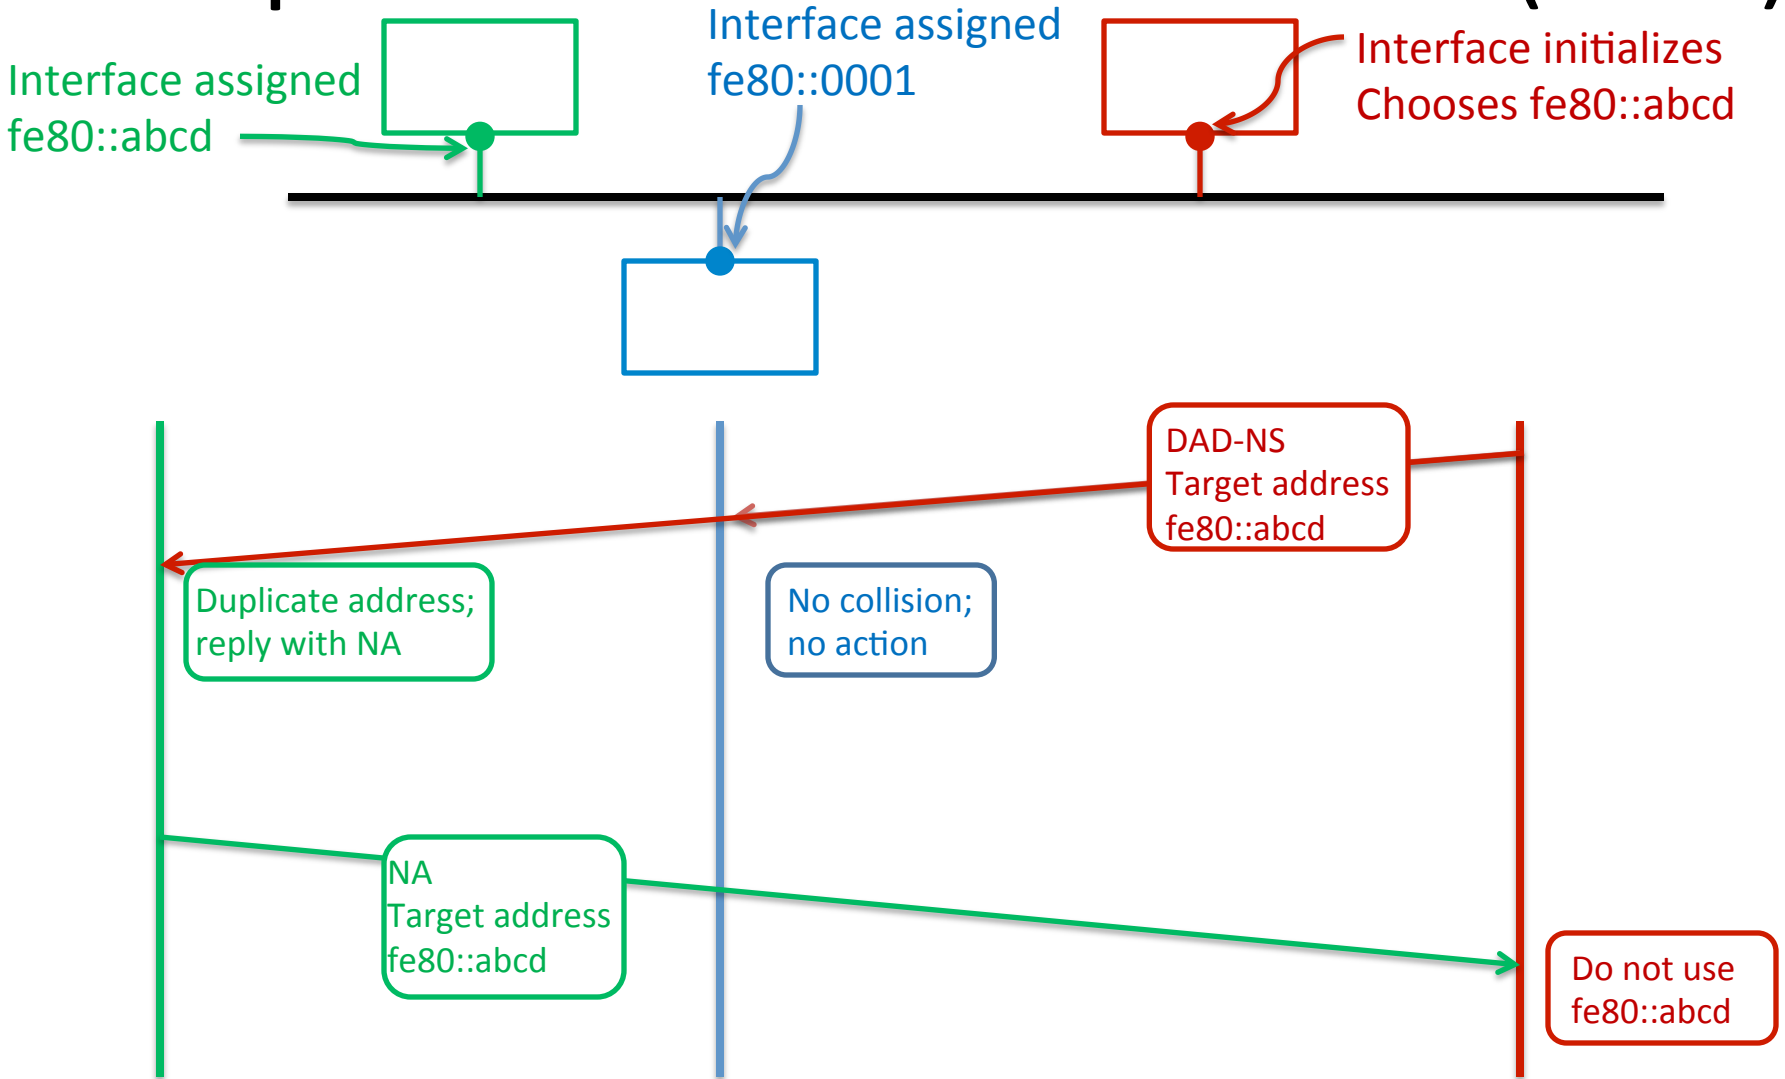 Interface assigned
fe80::abcd
Interface assigned
fe80::0001
Interface initializes
Chooses fe80::abcd
DAD-NS
Target address
fe80::abcd
Duplicate address;
reply with NA
No collision;
no action
NA
Target address
fe80::abcd
Do not use
fe80::abcd